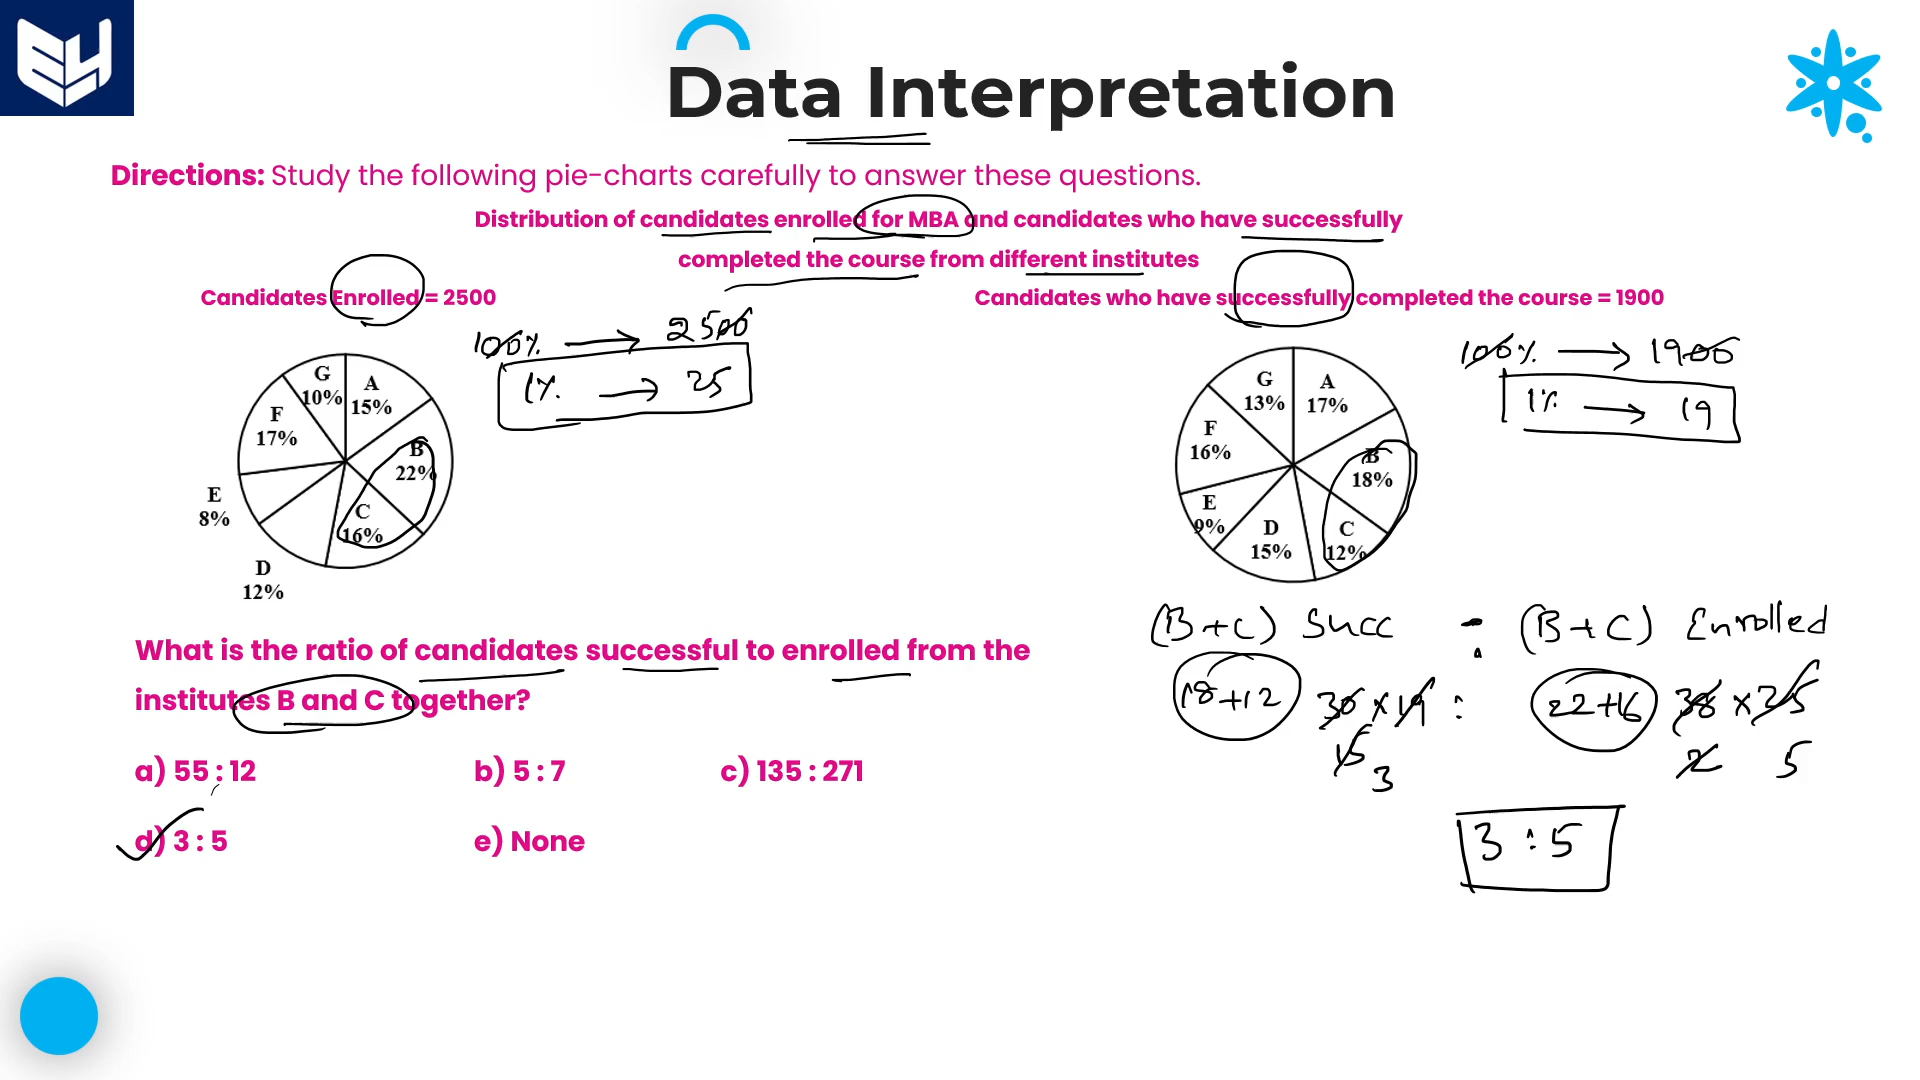 EY
Data Interpretation
Directions: Study the following pie-charts carefully to answer these questions.
Distribution of candidates enrolled for MBA and candidates who have successfully
completed the course from different institutes
Candidates Enrolled = 2500
Candidates who have successfully completed the course = 1900
100% → 2500
1% → 25
100% → 1900
1% → 19
G
10%
A
15%
F
17%
B
22%
E
8%
C
16%
D
12%
G
13%
A
17%
F
16%
B
18%
E
9%
D
15%
C
12%
(B+C) Succ : (B+C) Enrolled
18+12 30 × 19 : 22+16 38 × 25
15 3 2 5
3 : 5
What is the ratio of candidates successful to enrolled from the
institutes B and C together?
a) 55 : 12 b) 5 : 7 c) 135 : 271
d) 3 : 5 e) None